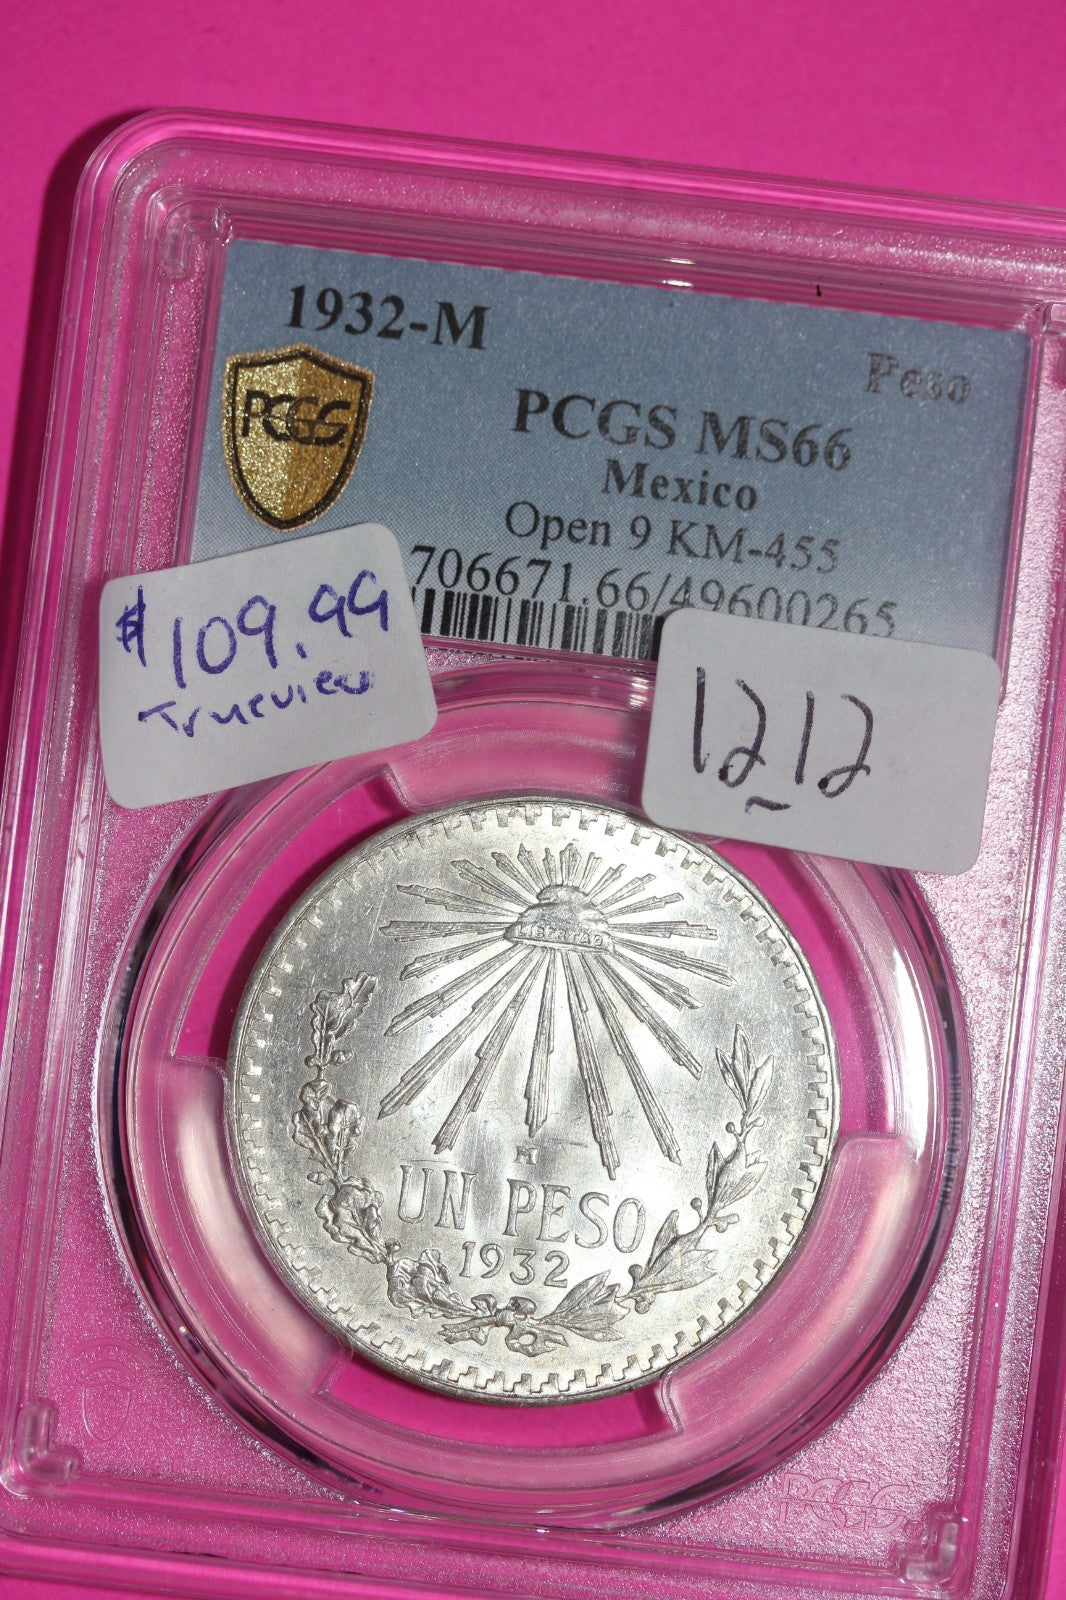 1932-M
Peso
PCGS
PCGS MS66
Mexico
Open 9 KM-455
706671.66/49600265
$109.99
Trueview
1212
LIBERTAD
M
UN PESO
1932
PCGS